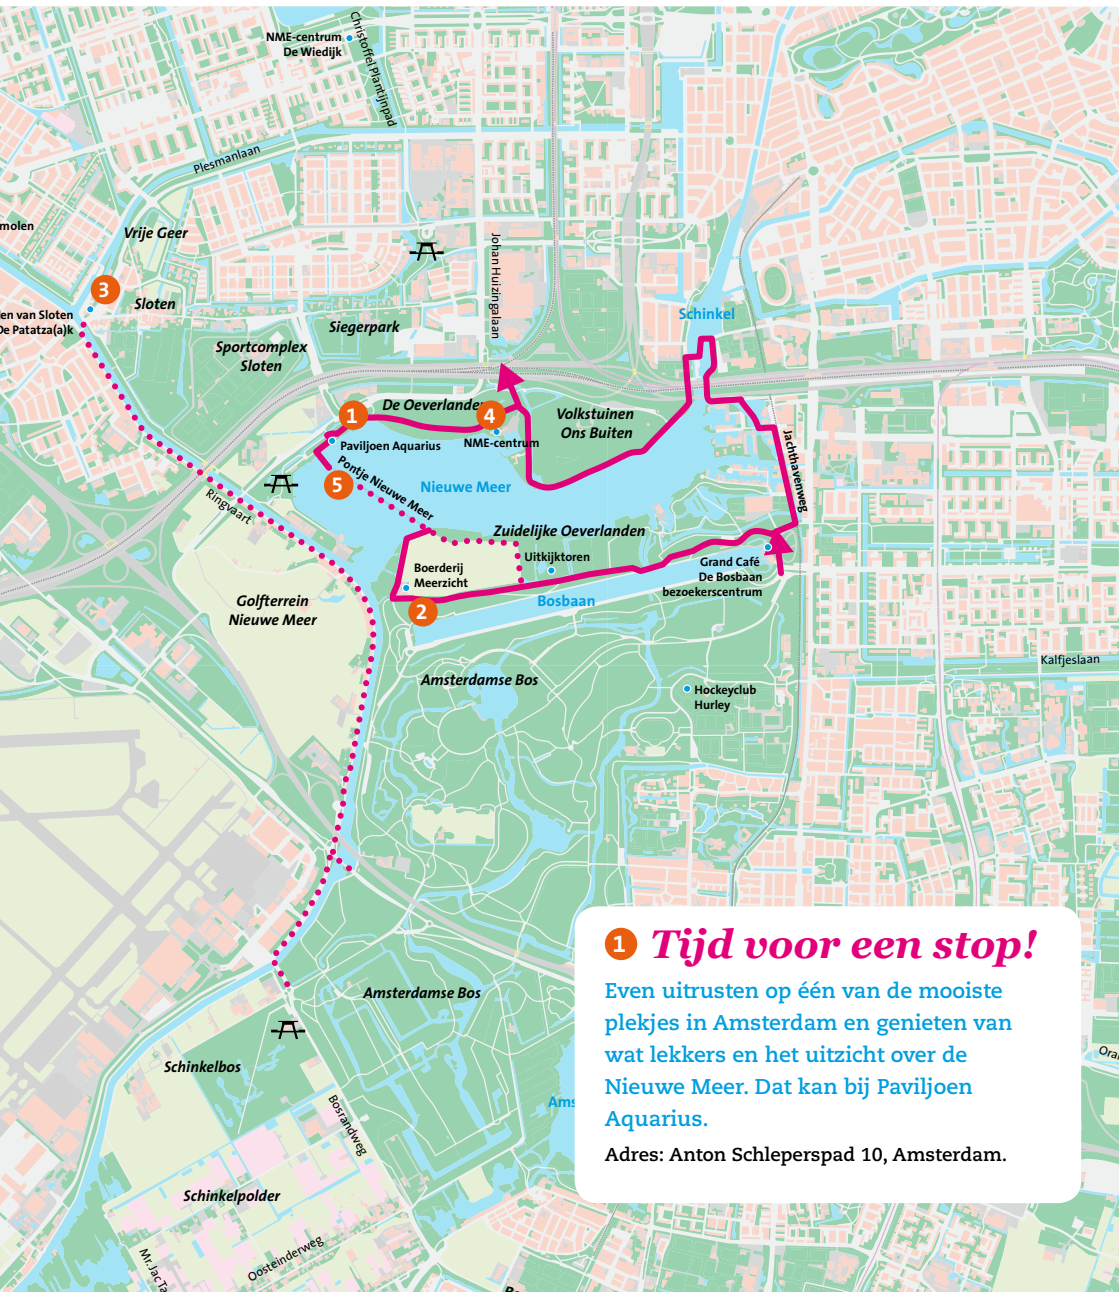 NME-centrum
De Wiedijk
Christoffel Plantijnpad
Plesmanlaan
molen
Vrije Geer
3
Sloten
en van Sloten
De Patatza(a)k
Johan Huizingalaan
Siegerpark
Sportcomplex
Sloten
Schinkel
1
De Oeverlanden
4
Volkstuinen
Ons Buiten
Paviljoen Aquarius
NME-centrum
Jachthavenweg
5
Pontje Nieuwe Meer
Nieuwe Meer
Ringvaart
Zuidelijke Oeverlanden
Uitkijktoren
Boerderij
Meerzicht
Grand Café
De Bosbaan
bezoekerscentrum
Golfterrein
Nieuwe Meer
2
Bosbaan
Kalfjeslaan
Amsterdamse Bos
Hockeyclub
Hurley
1 Tijd voor een stop!
Even uitrusten op één van de mooiste
plekjes in Amsterdam en genieten van
wat lekkers en het uitzicht over de
Nieuwe Meer. Dat kan bij Paviljoen
Aquarius.
Adres: Anton Schleperspad 10, Amsterdam.
Amsterdamse Bos
Schinkelbos
Ams
Ora
Bosrandweg
Schinkelpolder
Oosteinderweg
Mr. Jac Ta